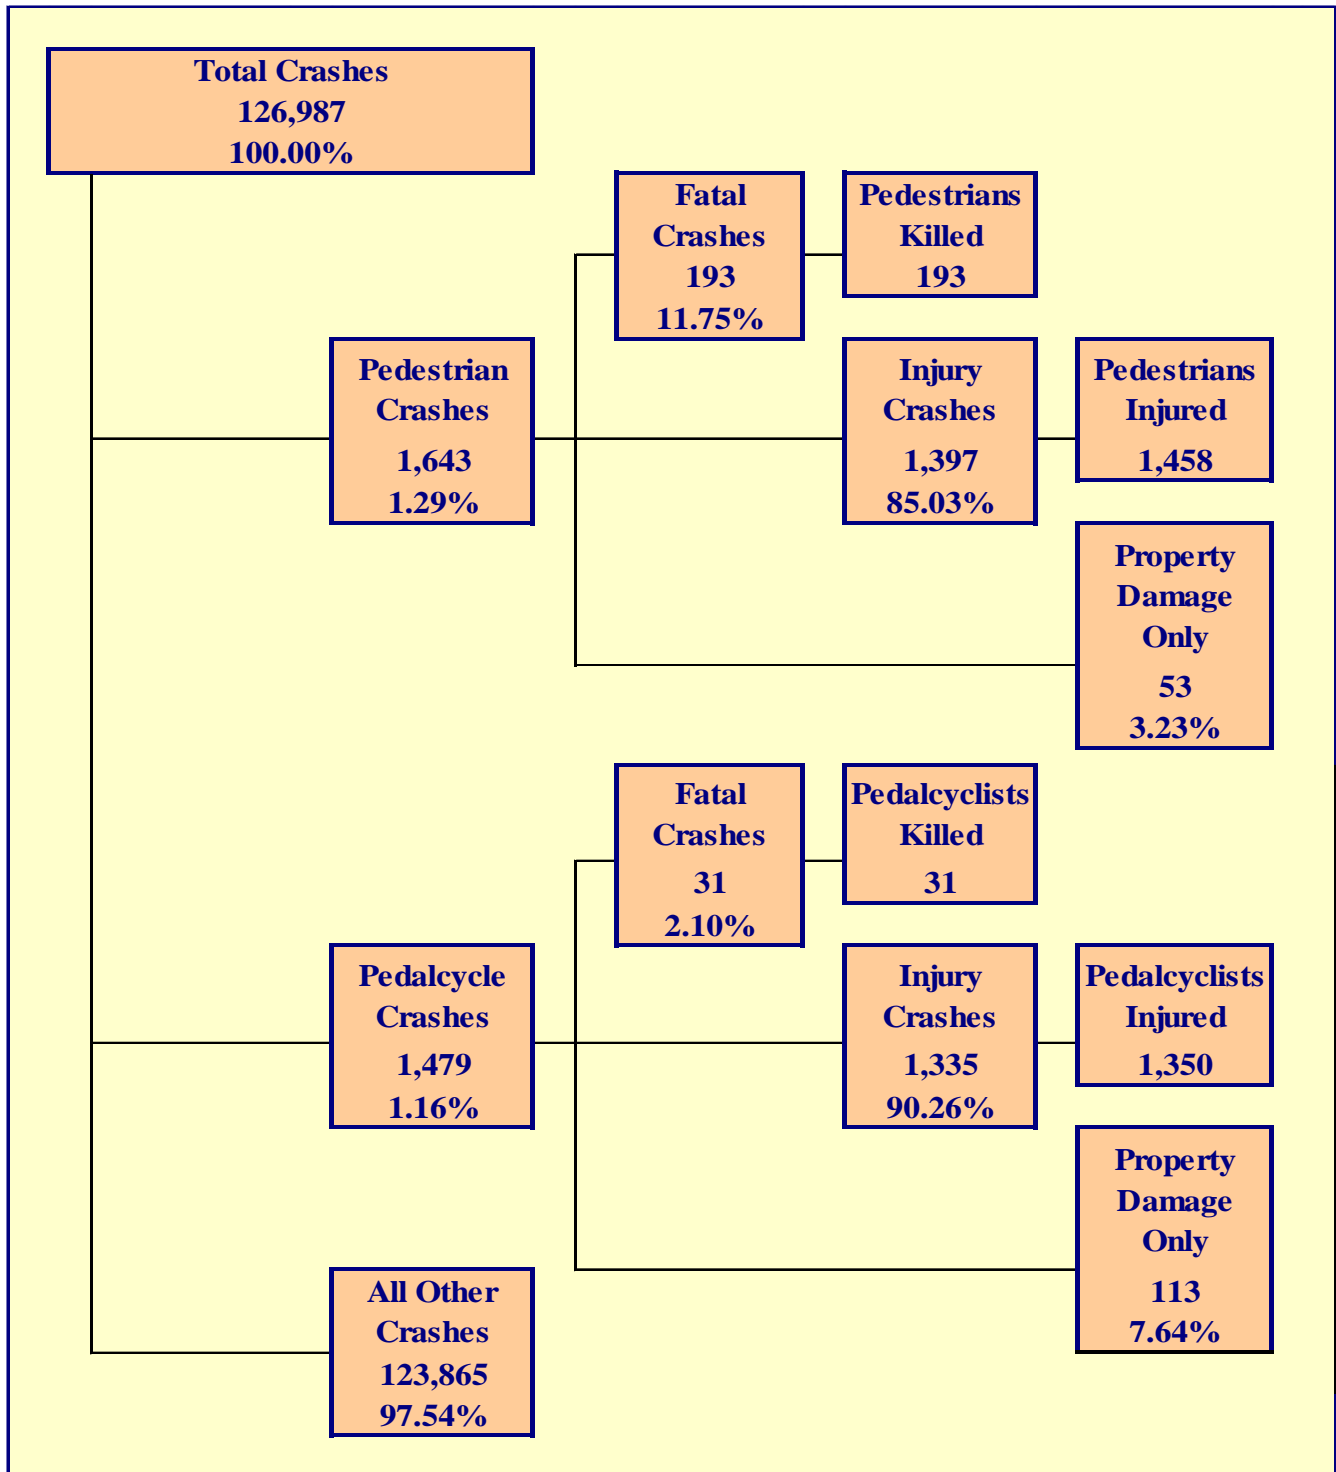 Total Crashes
126,987
100.00%
Fatal
Crashes
193
11.75%
Pedestrians
Killed
193
Pedestrian
Crashes
1,643
1.29%
Injury
Crashes
1,397
85.03%
Pedestrians
Injured
1,458
Property
Damage
Only
53
3.23%
Fatal
Crashes
31
2.10%
Pedalcyclists
Killed
31
Pedalcycle
Crashes
1,479
1.16%
Injury
Crashes
1,335
90.26%
Pedalcyclists
Injured
1,350
Property
Damage
Only
113
7.64%
All Other
Crashes
123,865
97.54%